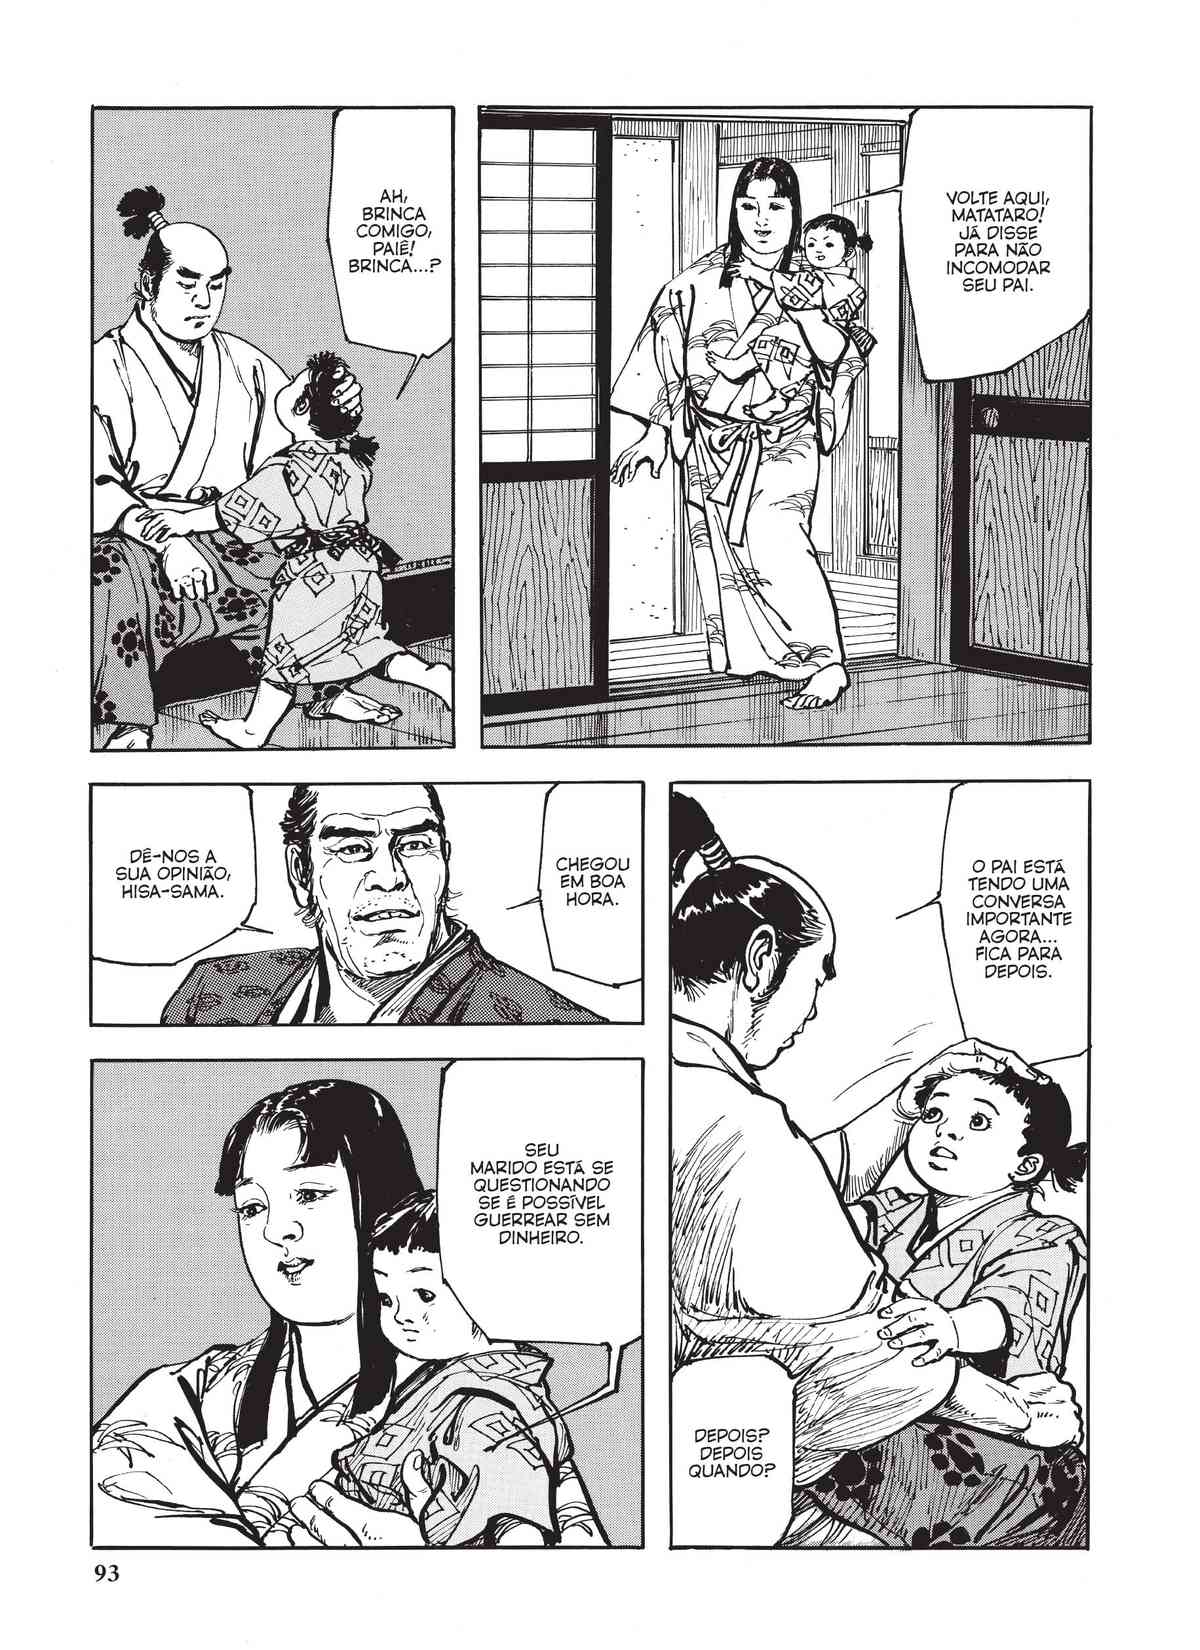 VOLTE AQUI,
MATATARO!
JÁ DISSE
PARA NÃO
INCOMODAR
SEU PAI.
AH,
BRINCA
COMIGO,
PAIÊ!
BRINCA...?
O PAI ESTÁ
TENDO UMA
CONVERSA
IMPORTANTE
AGORA...
FICA PARA
DEPOIS.
DEPOIS?
DEPOIS
QUANDO?
CHEGOU
EM BOA
HORA.
DÊ-NOS A
SUA OPINIÃO,
HISA-SAMA.
SEU
MARIDO ESTÁ SE
QUESTIONANDO
SE É POSSÍVEL
GUERREAR SEM
DINHEIRO.
93